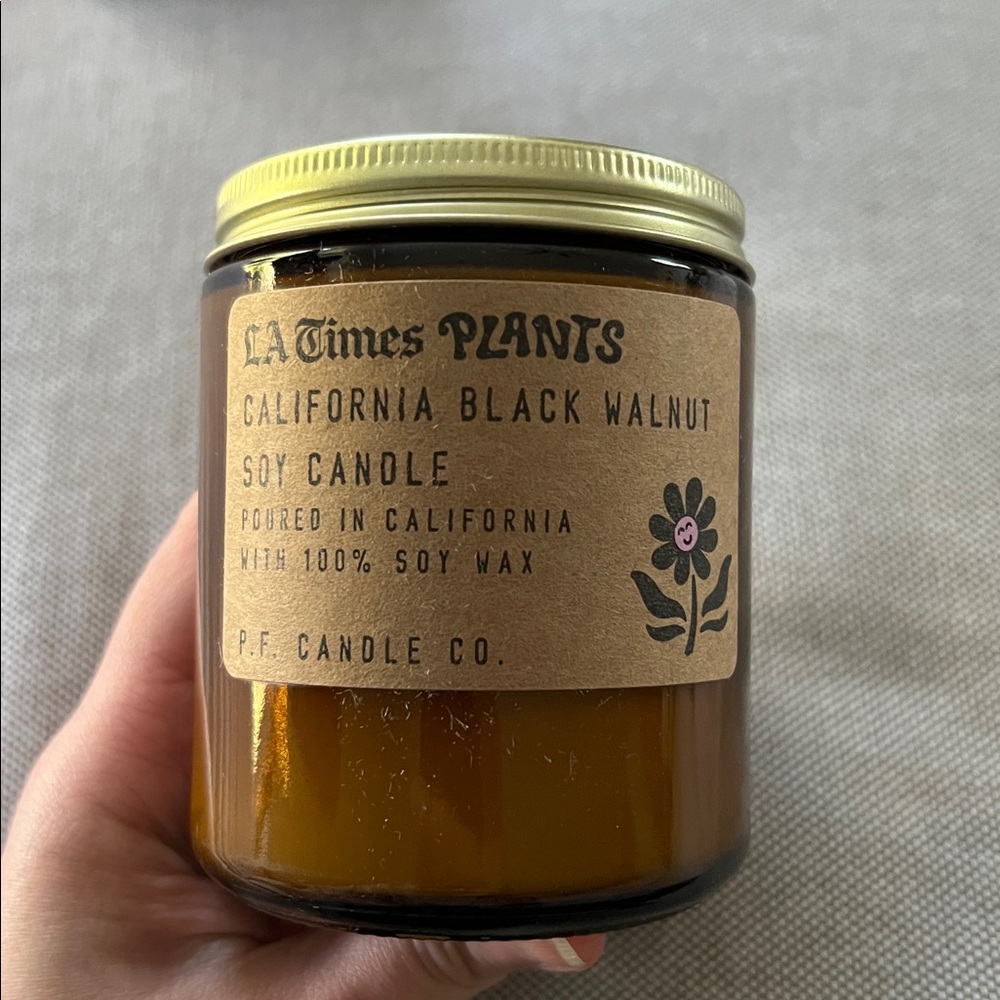 LA Times PLANTS
CALIFORNIA BLACK WALNUT
SOY CANDLE
POURED IN CALIFORNIA
WITH 100% SOY WAX
P.F. CANDLE CO.